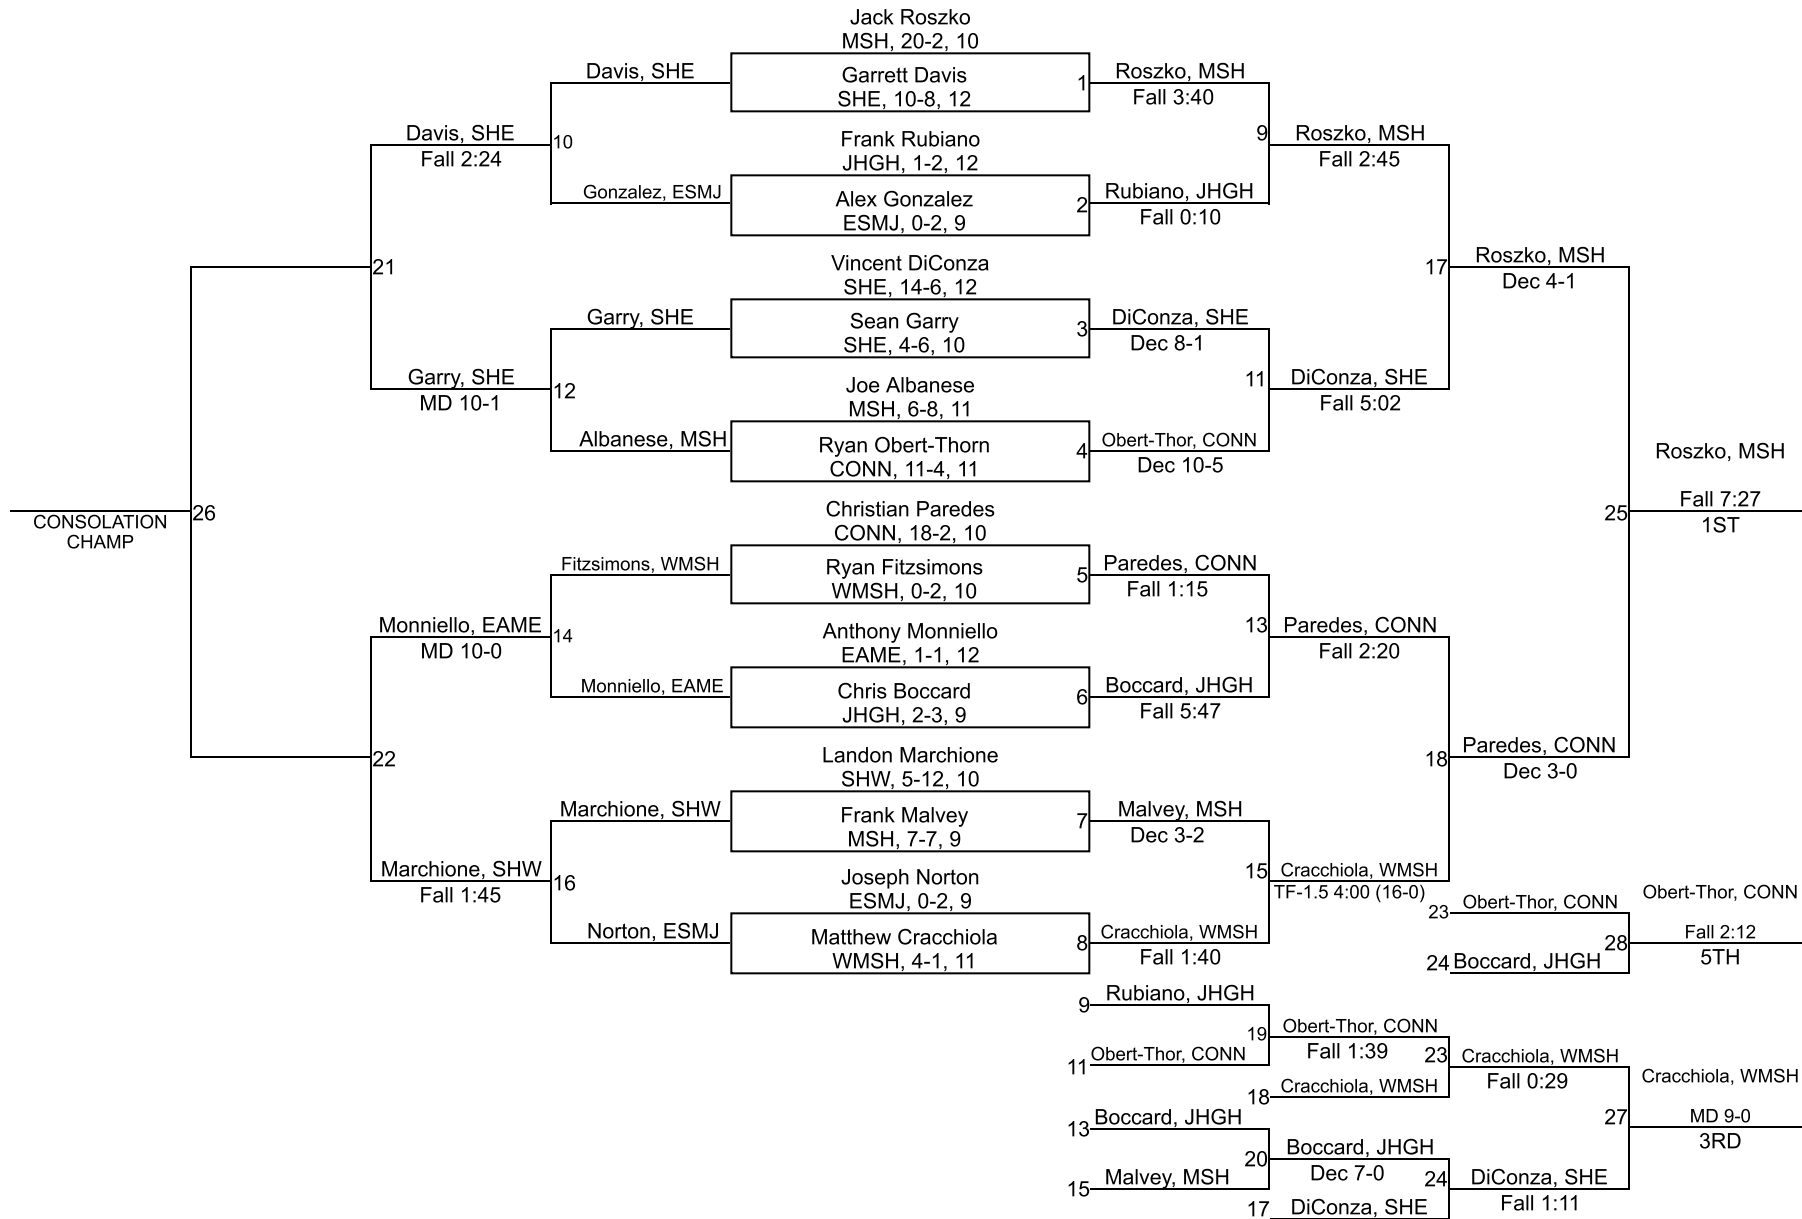 Jack Roszko
MSH, 20-2, 10
Davis, SHE
Garrett Davis
SHE, 10-8, 12
1
Roszko, MSH
Fall 3:40
Davis, SHE
Fall 2:24
10
Frank Rubiano
JHGH, 1-2, 12
9
Roszko, MSH
Fall 2:45
Gonzalez, ESMJ
Alex Gonzalez
ESMJ, 0-2, 9
2
Rubiano, JHGH
Fall 0:10
21
Vincent DiConza
SHE, 14-6, 12
17
Roszko, MSH
Dec 4-1
Garry, SHE
Sean Garry
SHE, 4-6, 10
3
DiConza, SHE
Dec 8-1
Garry, SHE
MD 10-1
12
Joe Albanese
MSH, 6-8, 11
11
DiConza, SHE
Fall 5:02
Albanese, MSH
Ryan Obert-Thorn
CONN, 11-4, 11
4
Obert-Thor, CONN
Dec 10-5
Roszko, MSH
CONSOLATION
CHAMP
26
Christian Paredes
CONN, 18-2, 10
25
Fall 7:27
1ST
Fitzsimons, WMSH
Ryan Fitzsimons
WMSH, 0-2, 10
5
Paredes, CONN
Fall 1:15
Monniello, EAME
MD 10-0
14
Anthony Monniello
EAME, 1-1, 12
13
Paredes, CONN
Fall 2:20
Monniello, EAME
Chris Boccard
JHGH, 2-3, 9
6
Boccard, JHGH
Fall 5:47
22
Landon Marchione
SHW, 5-12, 10
18
Paredes, CONN
Dec 3-0
Marchione, SHW
Frank Malvey
MSH, 7-7, 9
7
Malvey, MSH
Dec 3-2
Marchione, SHW
Fall 1:45
16
Joseph Norton
ESMJ, 0-2, 9
15
Cracchiola, WMSH
TF-1.5 4:00 (16-0)
Norton, ESMJ
Matthew Cracchiola
WMSH, 4-1, 11
8
Cracchiola, WMSH
Fall 1:40
23
Obert-Thor, CONN
Obert-Thor, CONN
28
Fall 2:12
5TH
24
Boccard, JHGH
9
Rubiano, JHGH
19
Obert-Thor, CONN
Fall 1:39
11
Obert-Thor, CONN
23
Cracchiola, WMSH
Fall 0:29
Cracchiola, WMSH
18
Cracchiola, WMSH
13
Boccard, JHGH
27
MD 9-0
3RD
20
Boccard, JHGH
Dec 7-0
15
Malvey, MSH
24
DiConza, SHE
Fall 1:11
17
DiConza, SHE